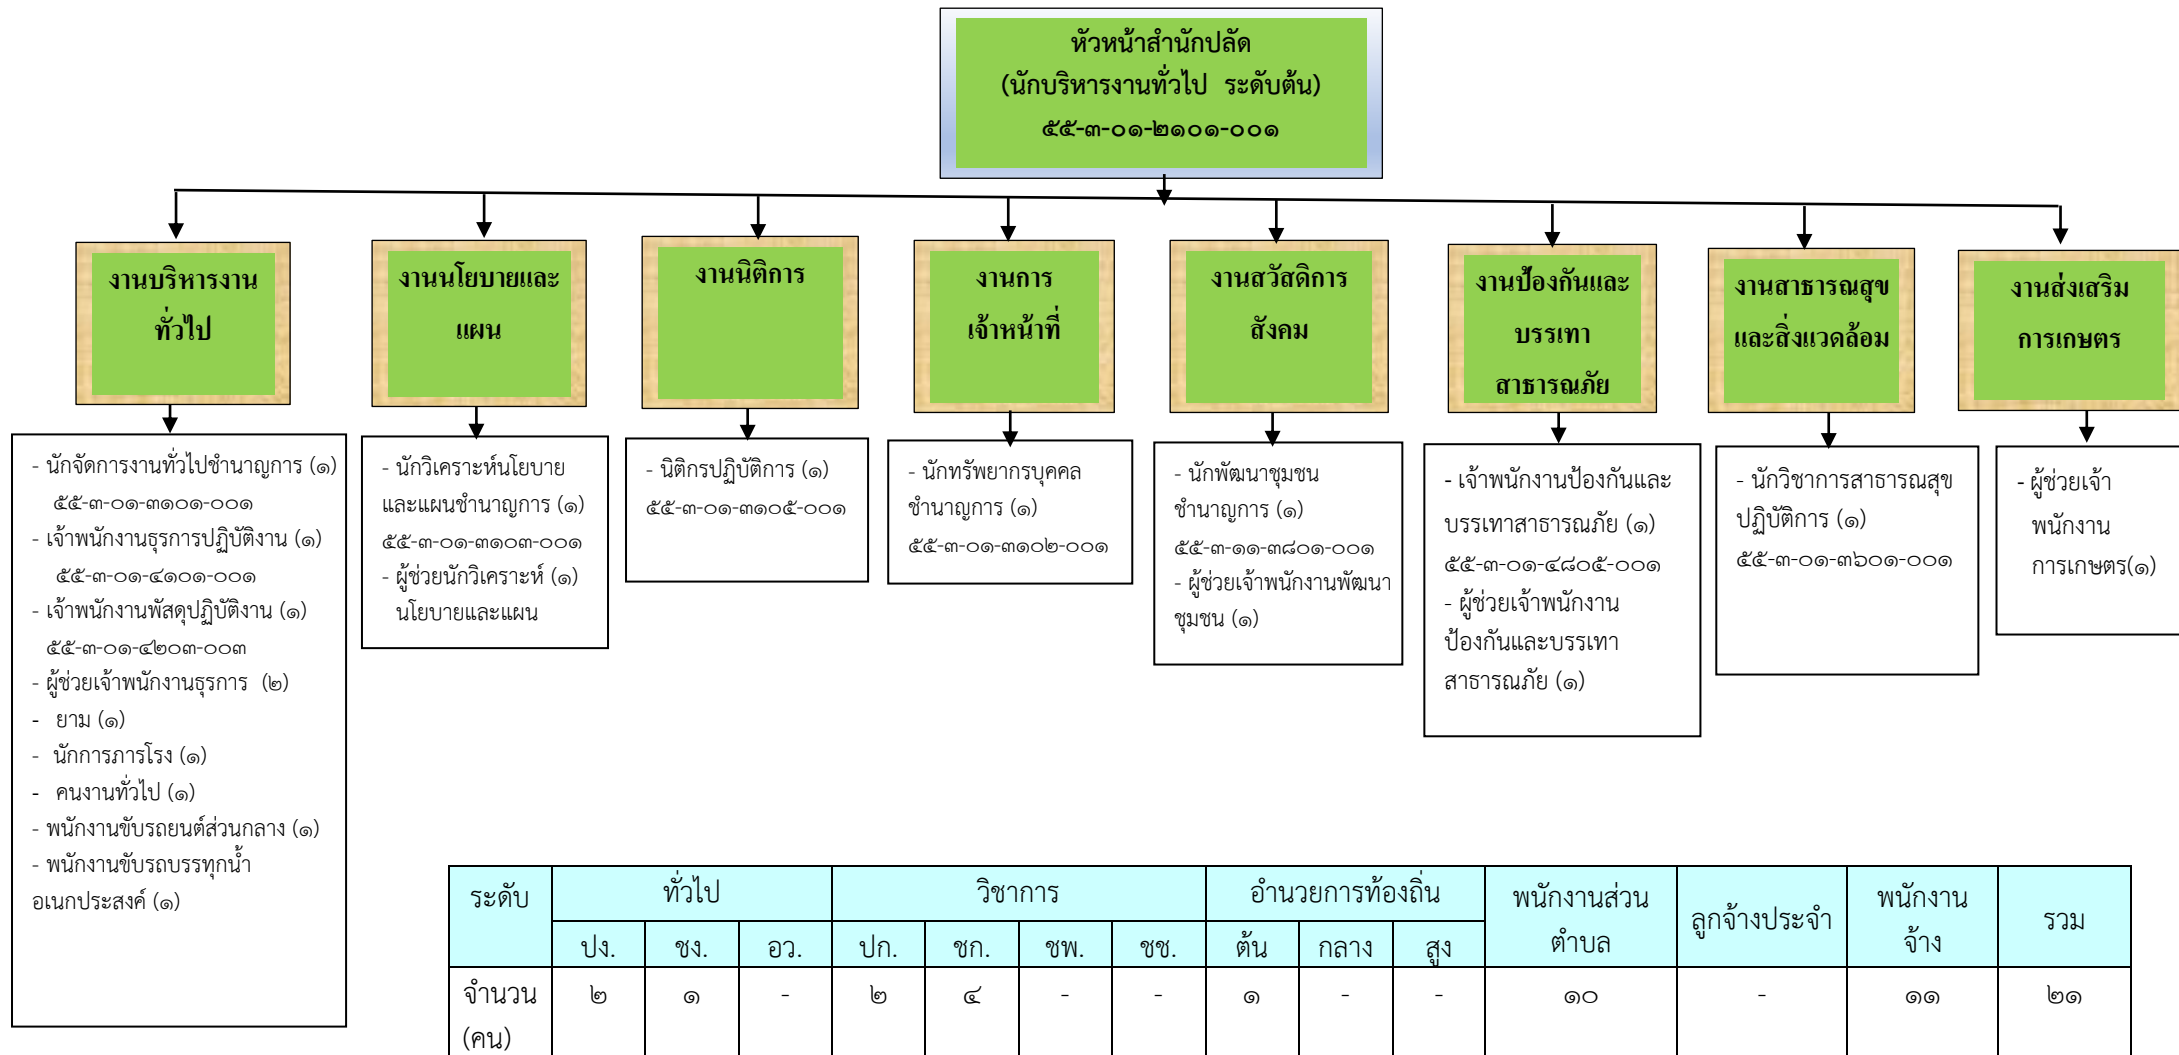 หัวหน้าสำนักปลัด
(นักบริหารงานทั่วไป ระดับต้น)
๕๕-๓-๐๑-๒๑๐๑-๐๐๑
งานบริหารงาน
ทั่วไป
งานนโยบายและ
แผน
งานนิติการ
งานการ
เจ้าหน้าที่
งานสวัสดิการ
สังคม
งานป้องกันและ
บรรเทา
สาธารณภัย
งานสาธารณสุข
และสิ่งแวดล้อม
งานส่งเสริม
การเกษตร
- นักจัดการงานทั่วไปชำนาญการ (๑)
๕๕-๓-๐๑-๓๑๐๑-๐๐๑
- เจ้าพนักงานธุรการปฏิบัติงาน (๑)
๕๕-๓-๐๑-๔๑๐๑-๐๐๑
- เจ้าพนักงานพัสดุปฏิบัติงาน (๑)
๕๕-๓-๐๑-๔๒๐๓-๐๐๓
- ผู้ช่วยเจ้าพนักงานธุรการ (๒)
- ยาม (๑)
- นักการภารโรง (๑)
- คนงานทั่วไป (๑)
- พนักงานขับรถยนต์ส่วนกลาง (๑)
- พนักงานขับรถบรรทุกน้ำ
อเนกประสงค์ (๑)
- นักวิเคราะห์นโยบาย
และแผนชำนาญการ (๑)
๕๕-๓-๐๑-๓๑๐๓-๐๐๑
- ผู้ช่วยนักวิเคราะห์ (๑)
นโยบายและแผน
- นิติกรปฏิบัติการ (๑)
๕๕-๓-๐๑-๓๑๐๕-๐๐๑
- นักทรัพยากรบุคคล
ชำนาญการ (๑)
๕๕-๓-๐๑-๓๑๐๒-๐๐๑
- นักพัฒนาชุมชน
ชำนาญการ (๑)
๕๕-๓-๑๑-๓๘๐๑-๐๐๑
- ผู้ช่วยเจ้าพนักงานพัฒนา
ชุมชน (๑)
- เจ้าพนักงานป้องกันและ
บรรเทาสาธารณภัย (๑)
๕๕-๓-๐๑-๔๘๐๕-๐๐๑
- ผู้ช่วยเจ้าพนักงาน
ป้องกันและบรรเทา
สาธารณภัย (๑)
- นักวิชาการสาธารณสุข
ปฏิบัติการ (๑)
๕๕-๓-๐๑-๓๖๐๑-๐๐๑
- ผู้ช่วยเจ้า
พนักงาน
การเกษตร(๑)
ระดับ ทั่วไป วิชาการ อำนวยการท้องถิ่น พนักงานส่วน ลูกจ้างประจำ พนักงาน รวม
ปง. ชง. อว. ปก. ชก. ชพ. ชช. ต้น กลาง สูง ตำบล จ้าง
จำนวน ๒ ๑ - ๒ ๔ - - ๑ - - ๑๐ - ๑๑ ๒๑
(คน)